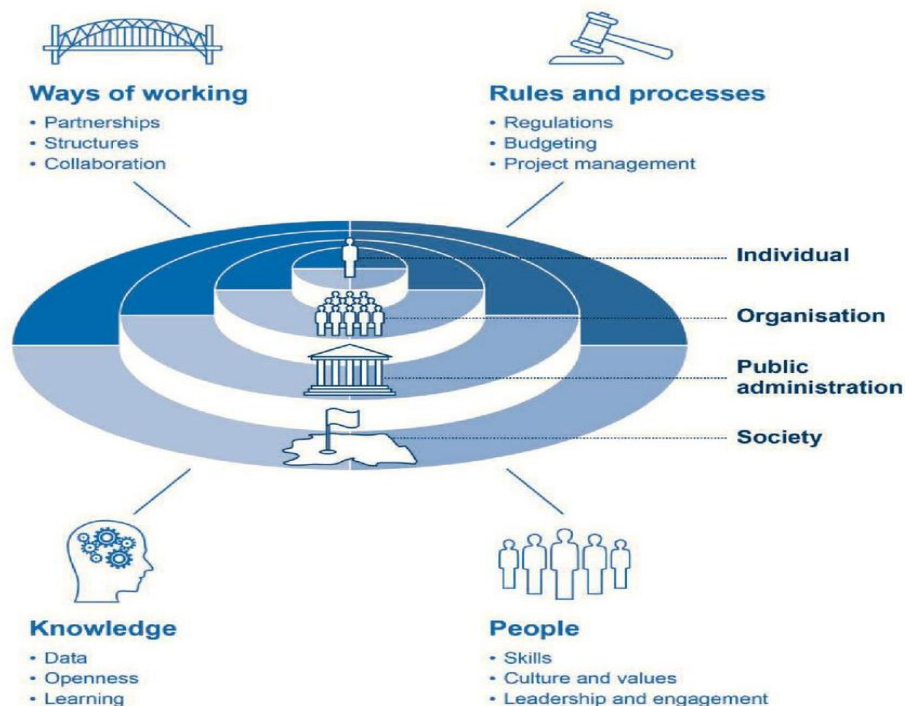 Ways of working
• Partnerships
• Structures
• Collaboration
Rules and processes
• Regulations
• Budgeting
• Project management
Individual
Organisation
Public
administration
Society
Knowledge
• Data
• Openness
• Learning
People
• Skills
• Culture and values
• Leadership and engagement